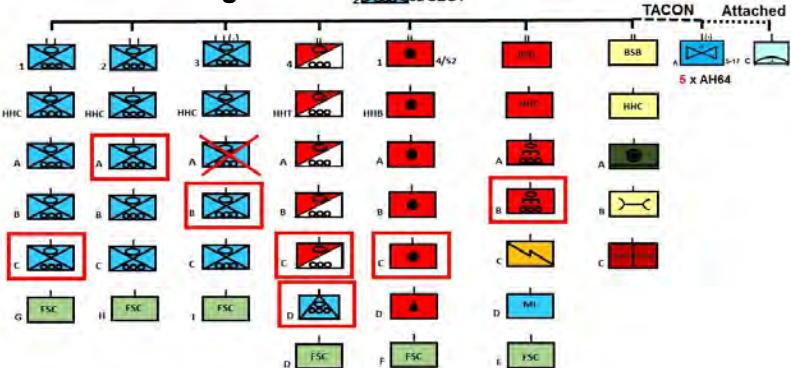 TACON Attached
1 2 3 4 1 4/52 BSB A 5-17 C
5 x AH64
HHC HHC HHC HHT HHB HHC HHC
A A A A A A A
B B B B B B B
C C C C C C C
G FSC H FSC I FSC D D D MI
D FSC F FSC E FSC